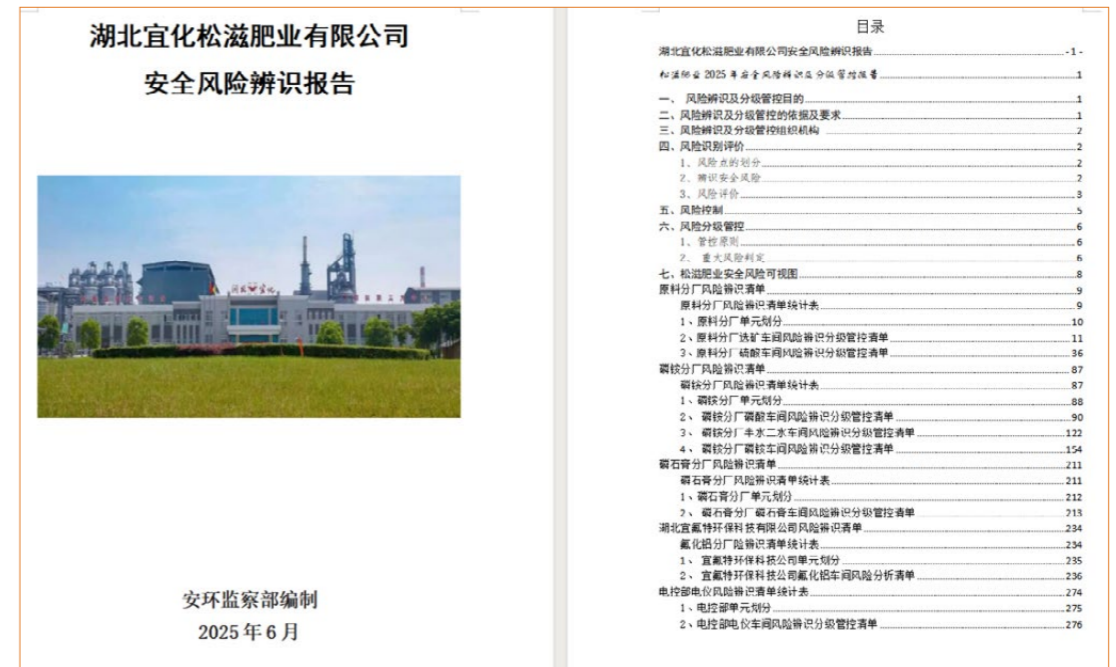 湖北宜化松滋肥业有限公司
安全风险辨识报告
安环监察部编制
2025年6月
目录
湖北宜化松滋肥业有限公司安全风险辨识报告 -1-
松滋肥业2025年安全风险辨识及分级管控报告 1
一、 风险辨识及分级管控目的 1
二、风险辨识及分级管控的依据及要求 1
三、风险辨识及分级管控组织机构 2
四、风险识别评价 2
1、风险点的划分 2
2、辨识安全风险 2
3、风险评价 3
五、风险控制 5
六、风险分级管控 6
1、管控原则 6
2、 重大风险判定 6
七、松滋肥业安全风险可视图 8
原料分厂风险辨识清单 9
原料分厂风险辨识清单统计表 9
1、原料分厂单元划分 10
2、原料分厂选矿车间风险辨识分级管控清单 11
3、原料分厂硫酸车间风险辨识分级管控清单 36
磷铵分厂风险辨识清单 87
磷铵分厂风险辨识清单统计表 87
1、磷铵分厂单元划分 88
2、 磷铵分厂磷酸车间风险辨识分级管控清单 90
3、 磷铵分厂半水二水车间风险辨识分级管控清单 122
4、 磷铵分厂磷铵车间风险辨识分级管控清单 154
磷石膏分厂风险辨识清单 211
磷石膏分厂风险辨识清单统计表 211
1、磷石膏分厂单元划分 212
2、 磷石膏分厂磷石膏车间风险辨识分级管控清单 213
湖北宜氟特环保科技有限公司风险辨识清单 234
氟化铝分厂险辨识清单统计表 234
1、 宜氟特环保科技公司单元划分 235
2、 宜氟特环保科技公司氟化铝车间风险分析清单 236
电控部电仪风险辨识清单统计表 274
1、电控部单元划分 275
2、电控部电仪车间风险辨识分级管控清单 276